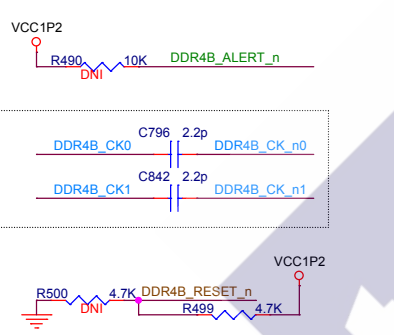 VCC1P2
R490 10K DDR4B_ALERT_n
DNI
C796 2.2p
DDR4B_CK0 DDR4B_CK_n0
C842 2.2p
DDR4B_CK1 DDR4B_CK_n1
VCC1P2
R500 4.7K DDR4B_RESET_n
DNI R499 4.7K